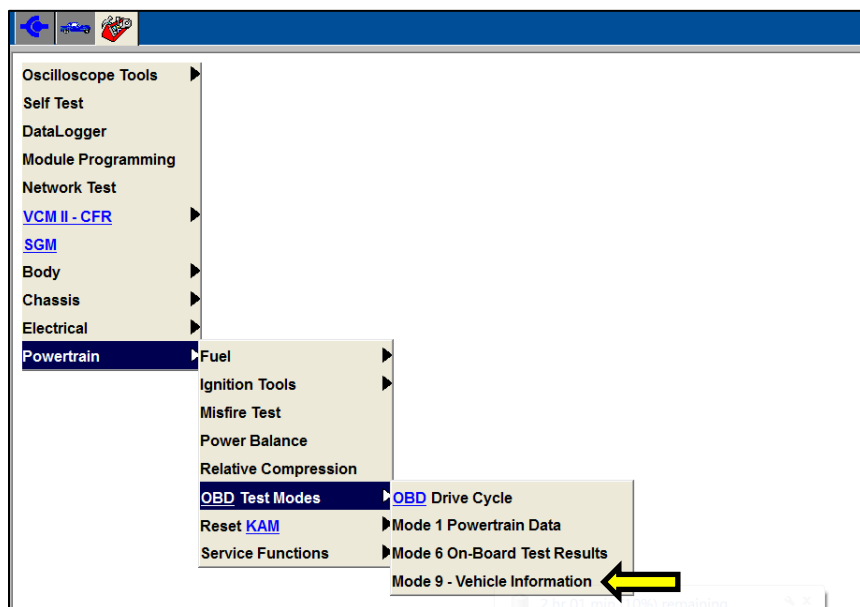 Oscilloscope Tools
Self Test
DataLogger
Module Programming
Network Test
VCM II - CFR
SGM
Body
Chassis
Electrical
Powertrain
Fuel
Ignition Tools
Misfire Test
Power Balance
Relative Compression
OBD Test Modes
Reset KAM
Service Functions
OBD Drive Cycle
Mode 1 Powertrain Data
Mode 6 On-Board Test Results
Mode 9 - Vehicle Information
remaining